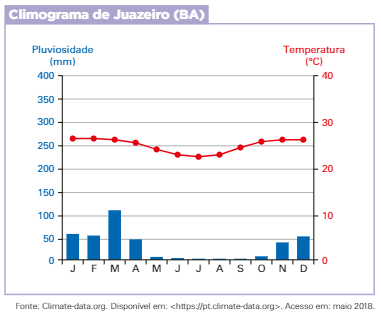 Climograma de Juazeiro (BA)
Pluviosidade
(mm)
Temperatura
(°C)
400
350
300
250
200
150
100
50
0
40
30
20
10
0
J F M A M J J A S O N D
Fonte: Climate-data.org. Disponível em: <https://pt.climate-data.org>. Acesso em: maio 2018.